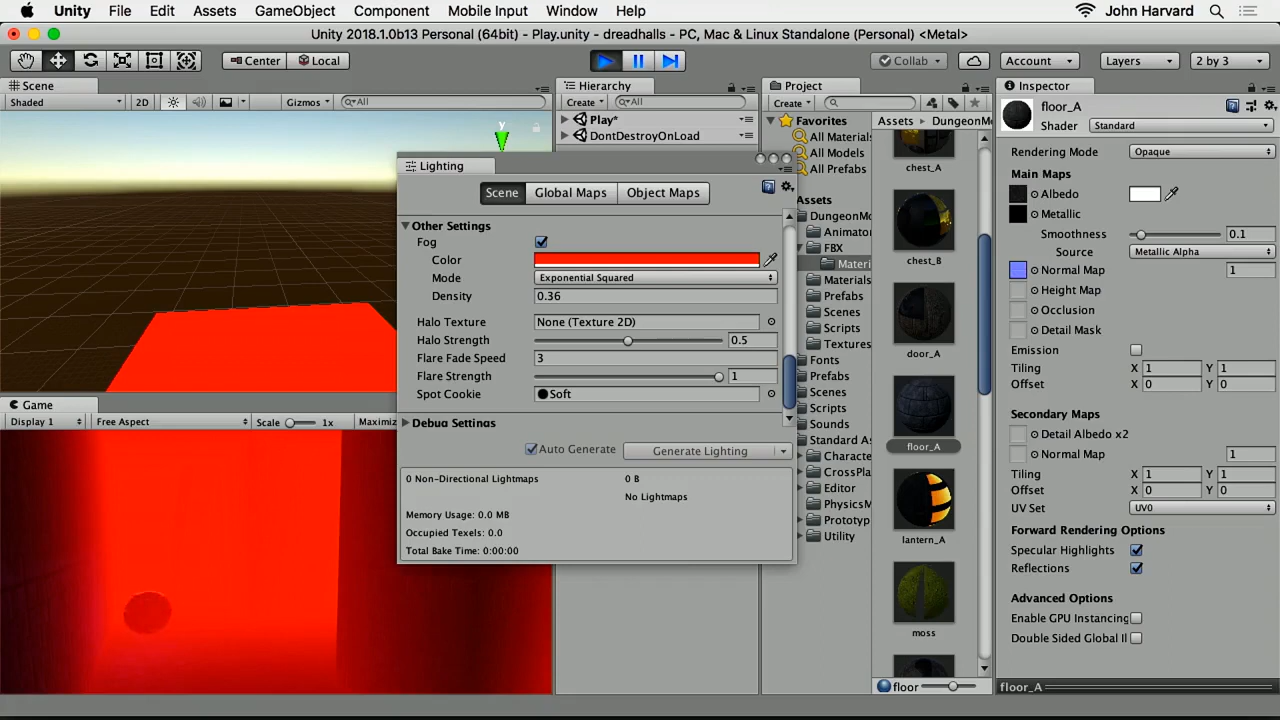 Unity File Edit Assets GameObject Component Mobile Input Window Help John Harvard
Unity 2018.1.0b13 Personal (64bit) - Play.unity - dreadhalls - PC, Mac & Linux Standalone (Personal) <Metal>
Center Local Collab Account Layers 2 by 3
Scene
Shaded 2D Gizmos All
y
Hierarchy
Create All
Play*
DontDestroyOnLoad
Project
Create
Favorites
All Materials
All Models
All Prefabs
Assets
DungeonMo
Animator
FBX
Materi
Materials
Prefabs
Scenes
Scripts
Textures
Fonts
Prefabs
Scenes
Scripts
Sounds
Standard As
Characte
CrossPla
Editor
PhysicsM
Prototyp
Utility
Assets DungeonMo
chest_A
chest_B
door_A
floor_A
lantern_A
moss
floor
Lighting
Scene Global Maps Object Maps
Other Settings
Fog
Color
Mode Exponential Squared
Density 0.36
Halo Texture None (Texture 2D)
Halo Strength 0.5
Flare Fade Speed 3
Flare Strength 1
Spot Cookie Soft
Debug Settings
Auto Generate Generate Lighting
0 Non-Directional Lightmaps 0 B
No Lightmaps
Memory Usage: 0.0 MB
Occupied Texels: 0.0
Total Bake Time: 0:00:00
Game
Display 1 Free Aspect Scale 1x Maximiz
Inspector
floor_A
Shader Standard
Rendering Mode Opaque
Main Maps
Albedo
Metallic
Smoothness 0.1
Source Metallic Alpha
Normal Map 1
Height Map
Occlusion
Detail Mask
Emission
Tiling X 1 Y 1
Offset X 0 Y 0
Secondary Maps
Detail Albedo x2
Normal Map 1
Tiling X 1 Y 1
Offset X 0 Y 0
UV Set UV0
Forward Rendering Options
Specular Highlights
Reflections
Advanced Options
Enable GPU Instancing
Double Sided Global Il
floor_A